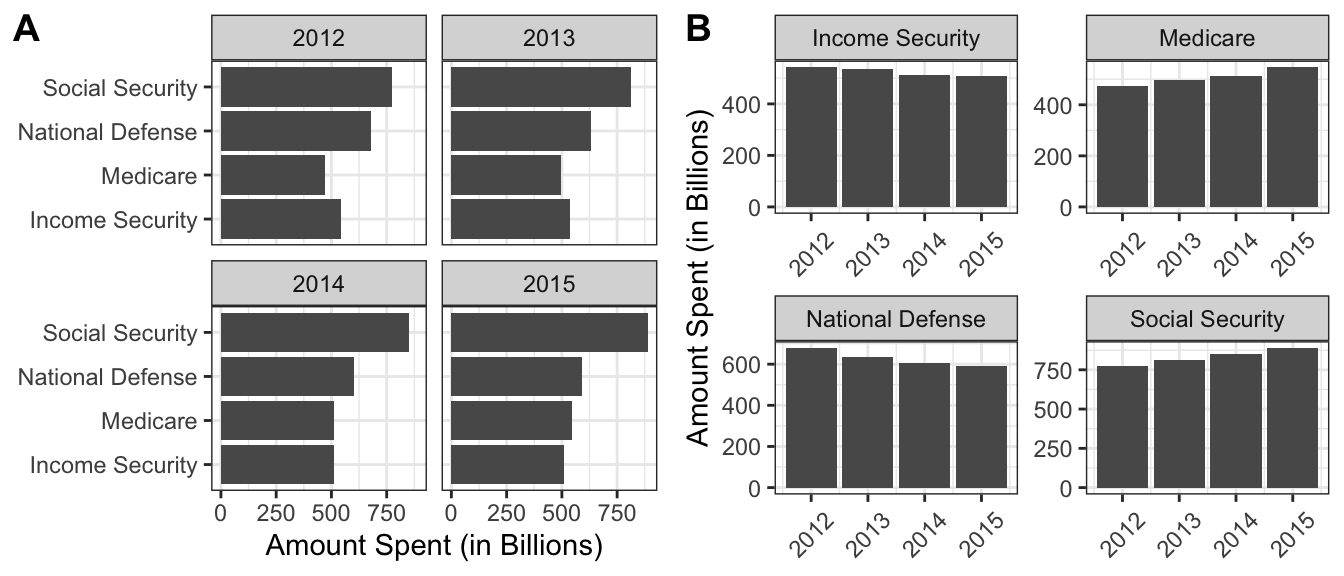 A
2012
2013
Social Security
National Defense
Medicare
Income Security
2014
2015
Social Security
National Defense
Medicare
Income Security
0 250 500 750
0 250 500 750
Amount Spent (in Billions)
B
Amount Spent (in Billions)
Income Security
400
200
0
2012 2013 2014 2015
Medicare
400
200
0
2012 2013 2014 2015
National Defense
600
400
200
0
2012 2013 2014 2015
Social Security
750
500
250
0
2012 2013 2014 2015